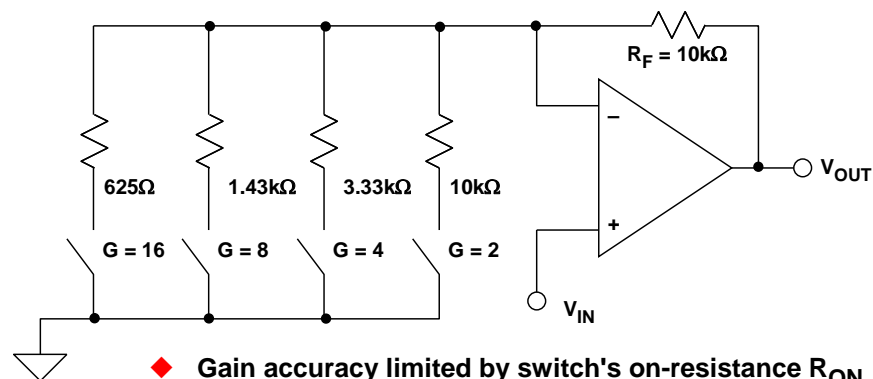 R_F = 10kΩ
625Ω
1.43kΩ
3.33kΩ
10kΩ
−
+
V_OUT
G = 16
G = 8
G = 4
G = 2
V_IN
Gain accuracy limited by switch's on-resistance R_ON